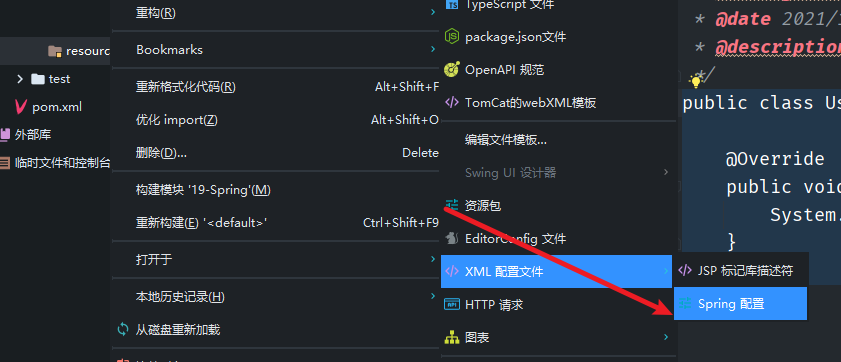 resourc
test
pom.xml
外部库
临时文件和控制台
重构(R)
Bookmarks
重新格式化代码(R) Alt+Shift+F
优化 import(Z) Alt+Shift+O
删除(D)... Delete
构建模块 '19-Spring'(M)
重新构建(E) '<default>' Ctrl+Shift+F9
打开于
本地历史记录(H)
从磁盘重新加载
TypeScript 文件
package.json文件
OpenAPI 规范
TomCat的webXML模板
编辑文件模板...
Swing UI 设计器
资源包
EditorConfig 文件
XML 配置文件
HTTP 请求
图表
JSP 标记库描述符
Spring 配置
* @date 2021/
* @description
*/
public class Us
@Override
public void
System.
}